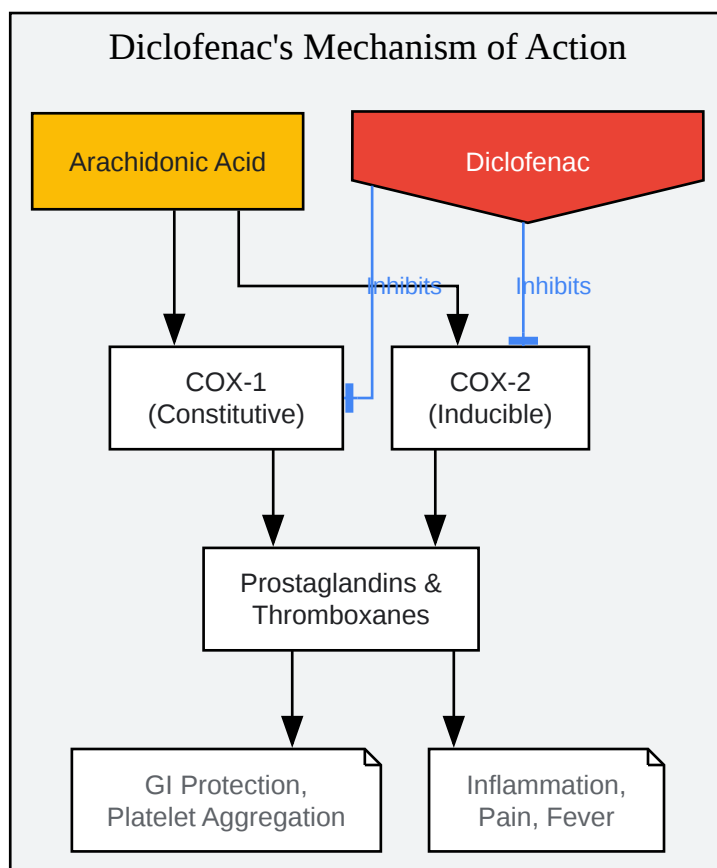 Diclofenac's Mechanism of Action
Arachidonic Acid
Diclofenac
Inhibits
Inhibits
COX-1
(Constitutive)
COX-2
(Inducible)
Prostaglandins &
Thromboxanes
GI Protection,
Platelet Aggregation
Inflammation,
Pain, Fever